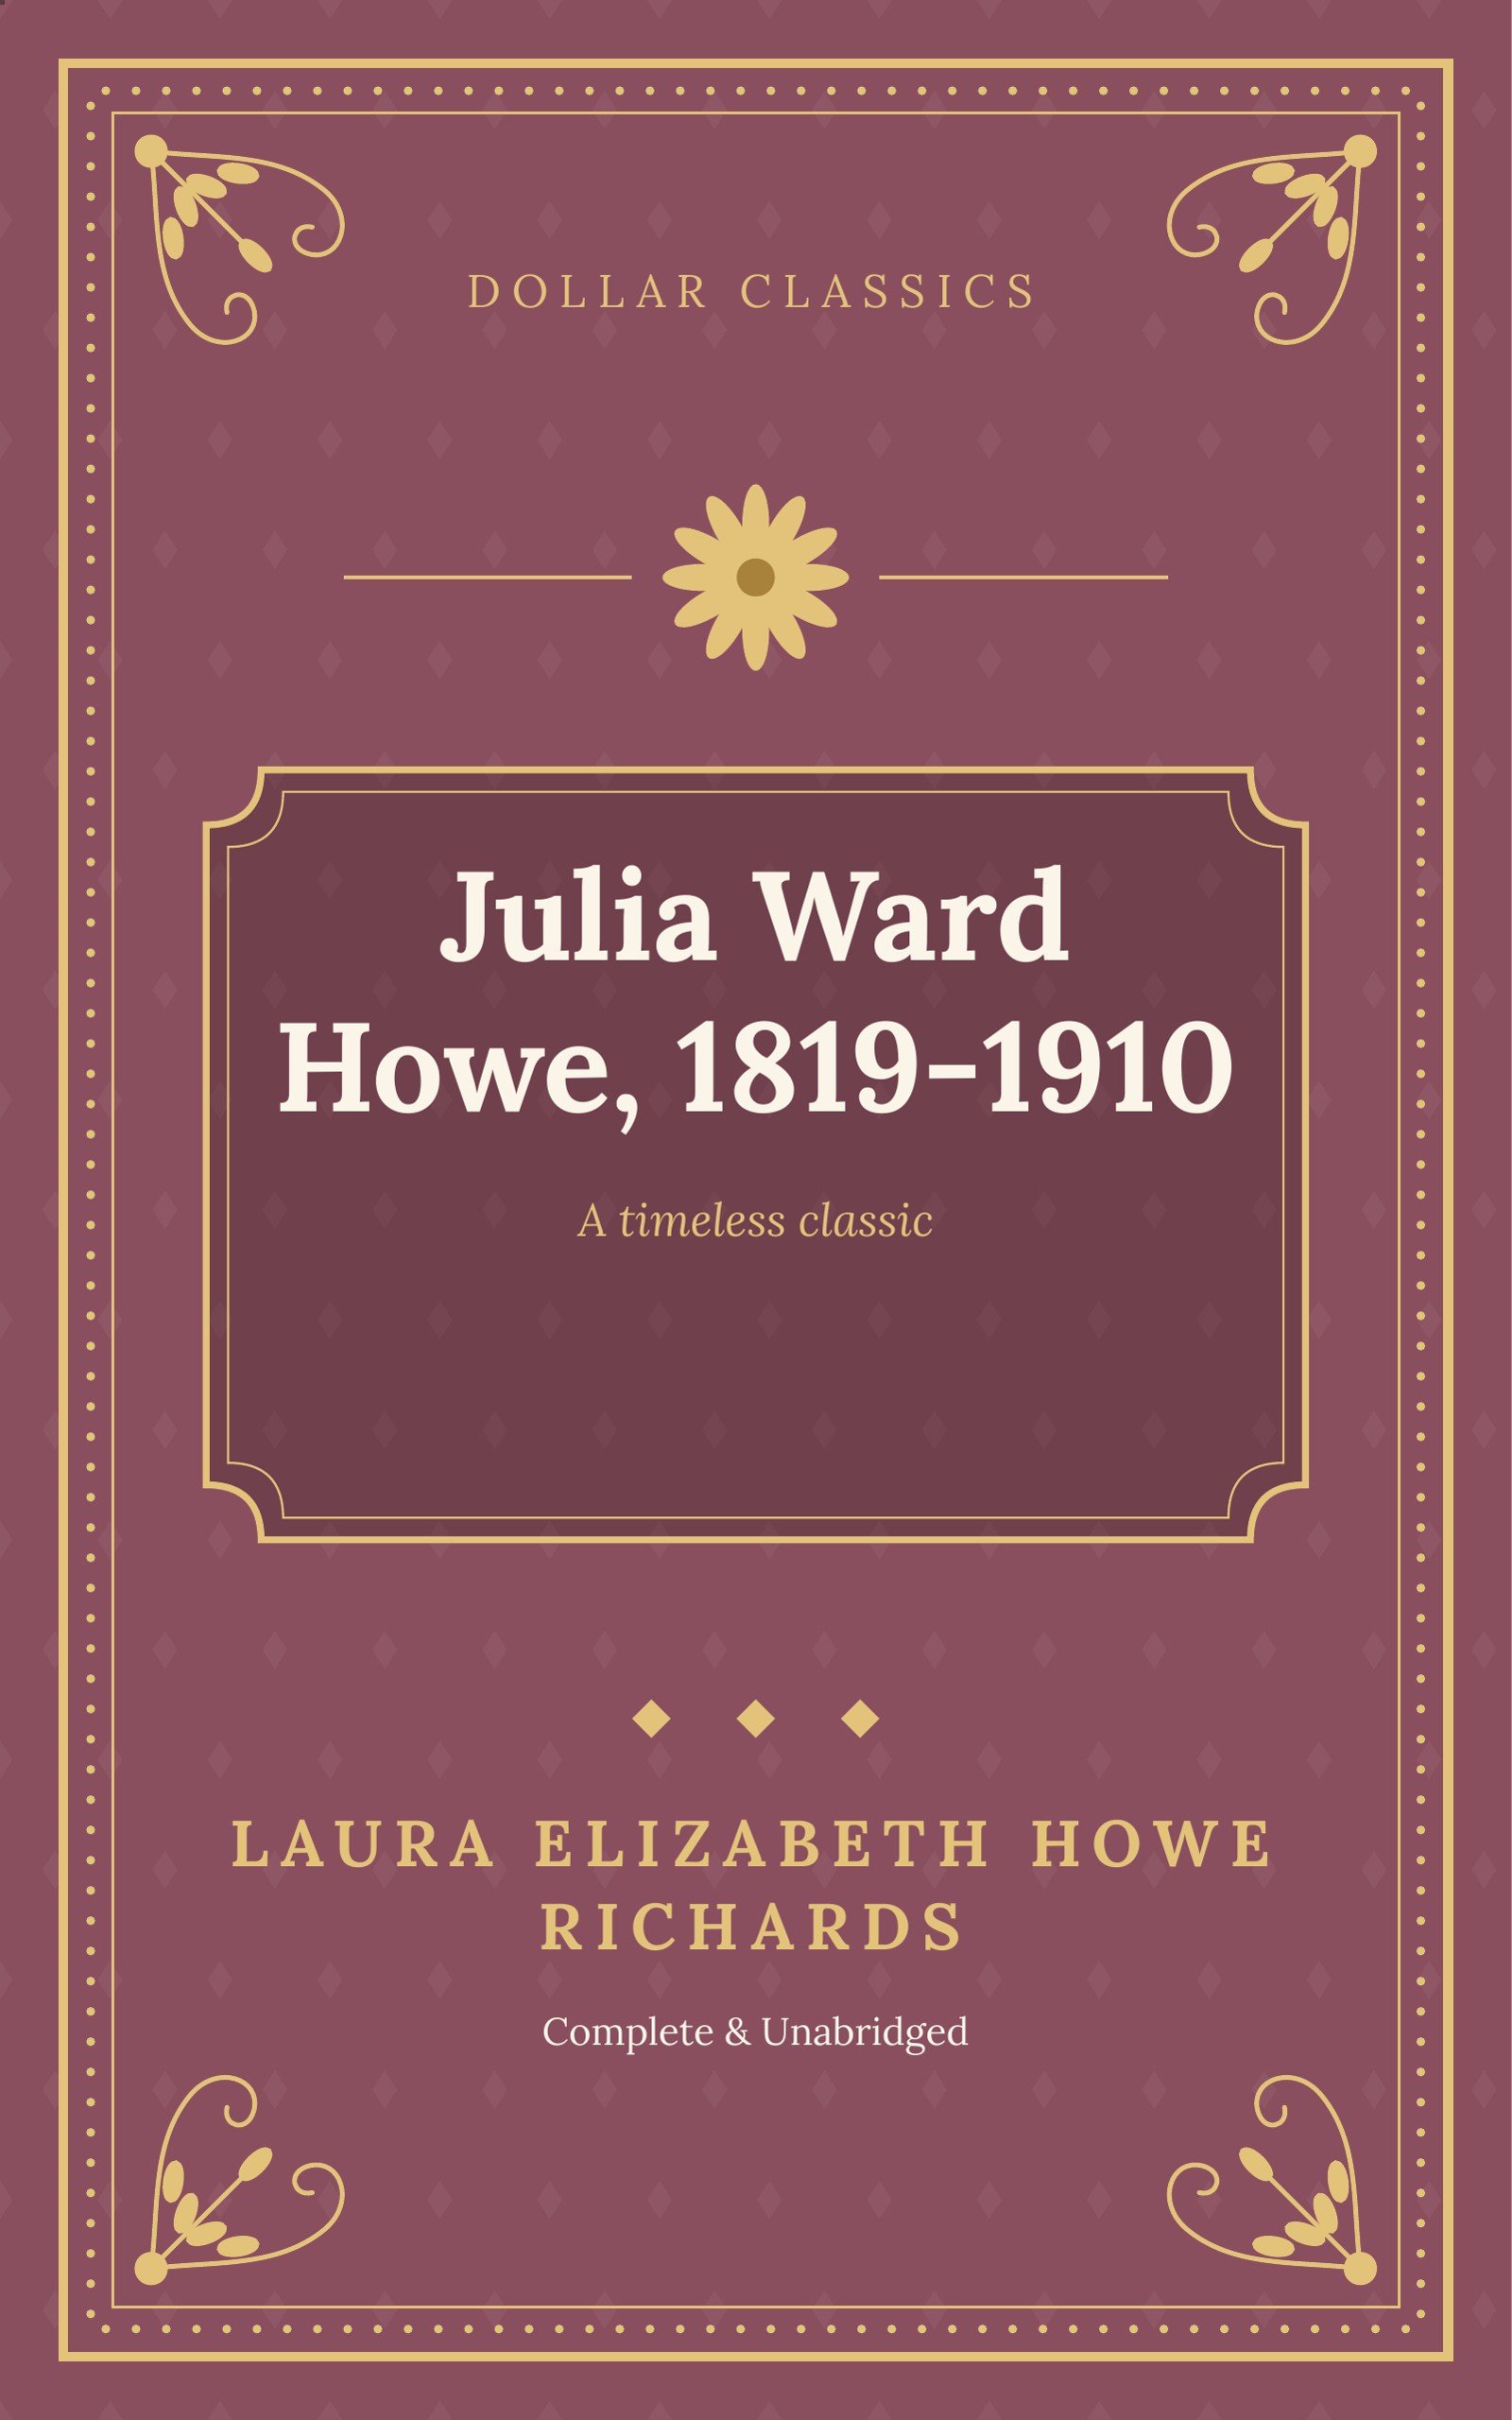 DOLLAR CLASSICS
Julia Ward
Howe, 1819–1910
A timeless classic
LAURA ELIZABETH HOWE
RICHARDS
Complete & Unabridged